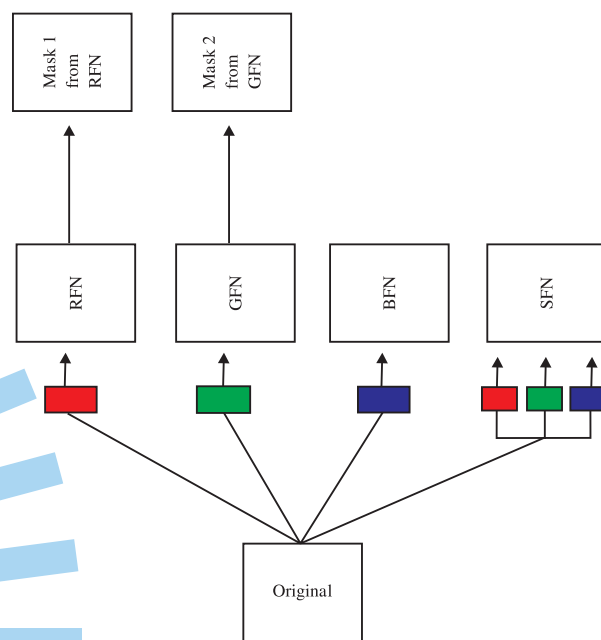 Mask 1
from
RFN
Mask 2
from
GFN
RFN
GFN
BFN
SFN
Original